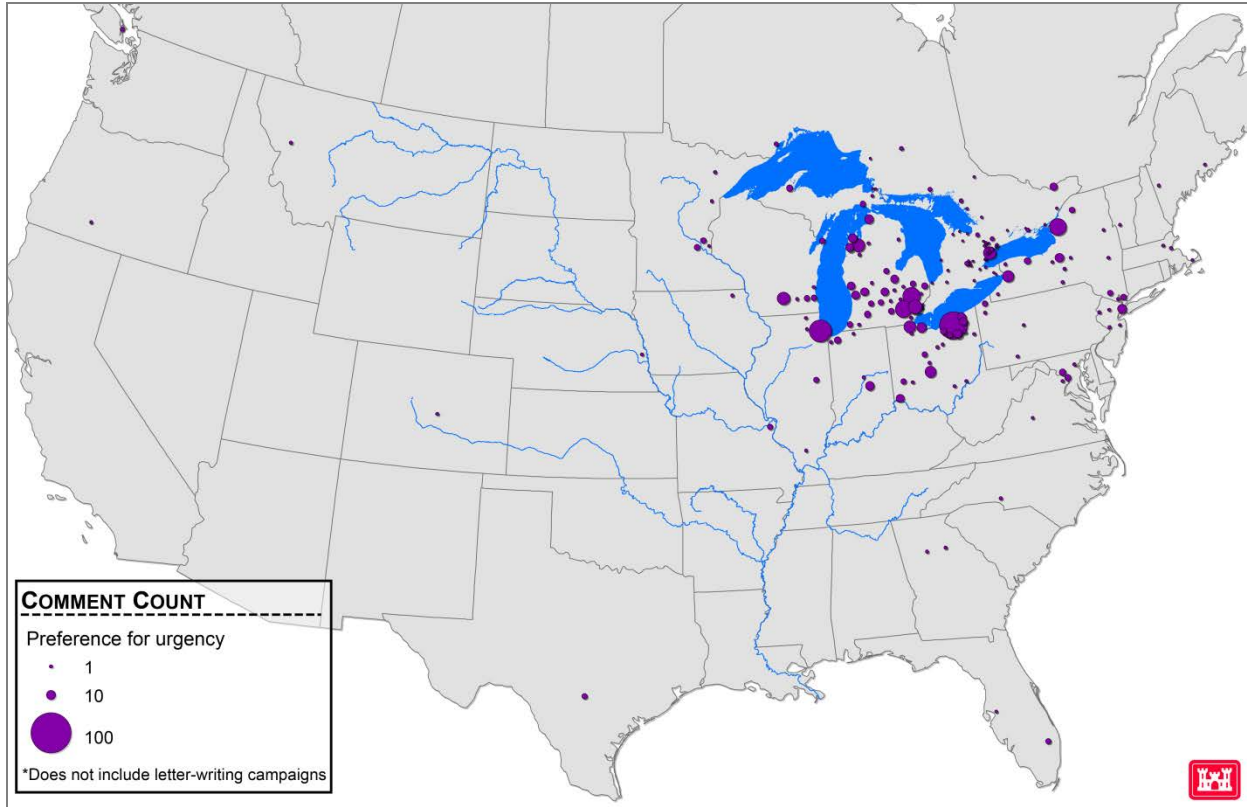 COMMENT COUNT
Preference for urgency
1
10
100
*Does not include letter-writing campaigns